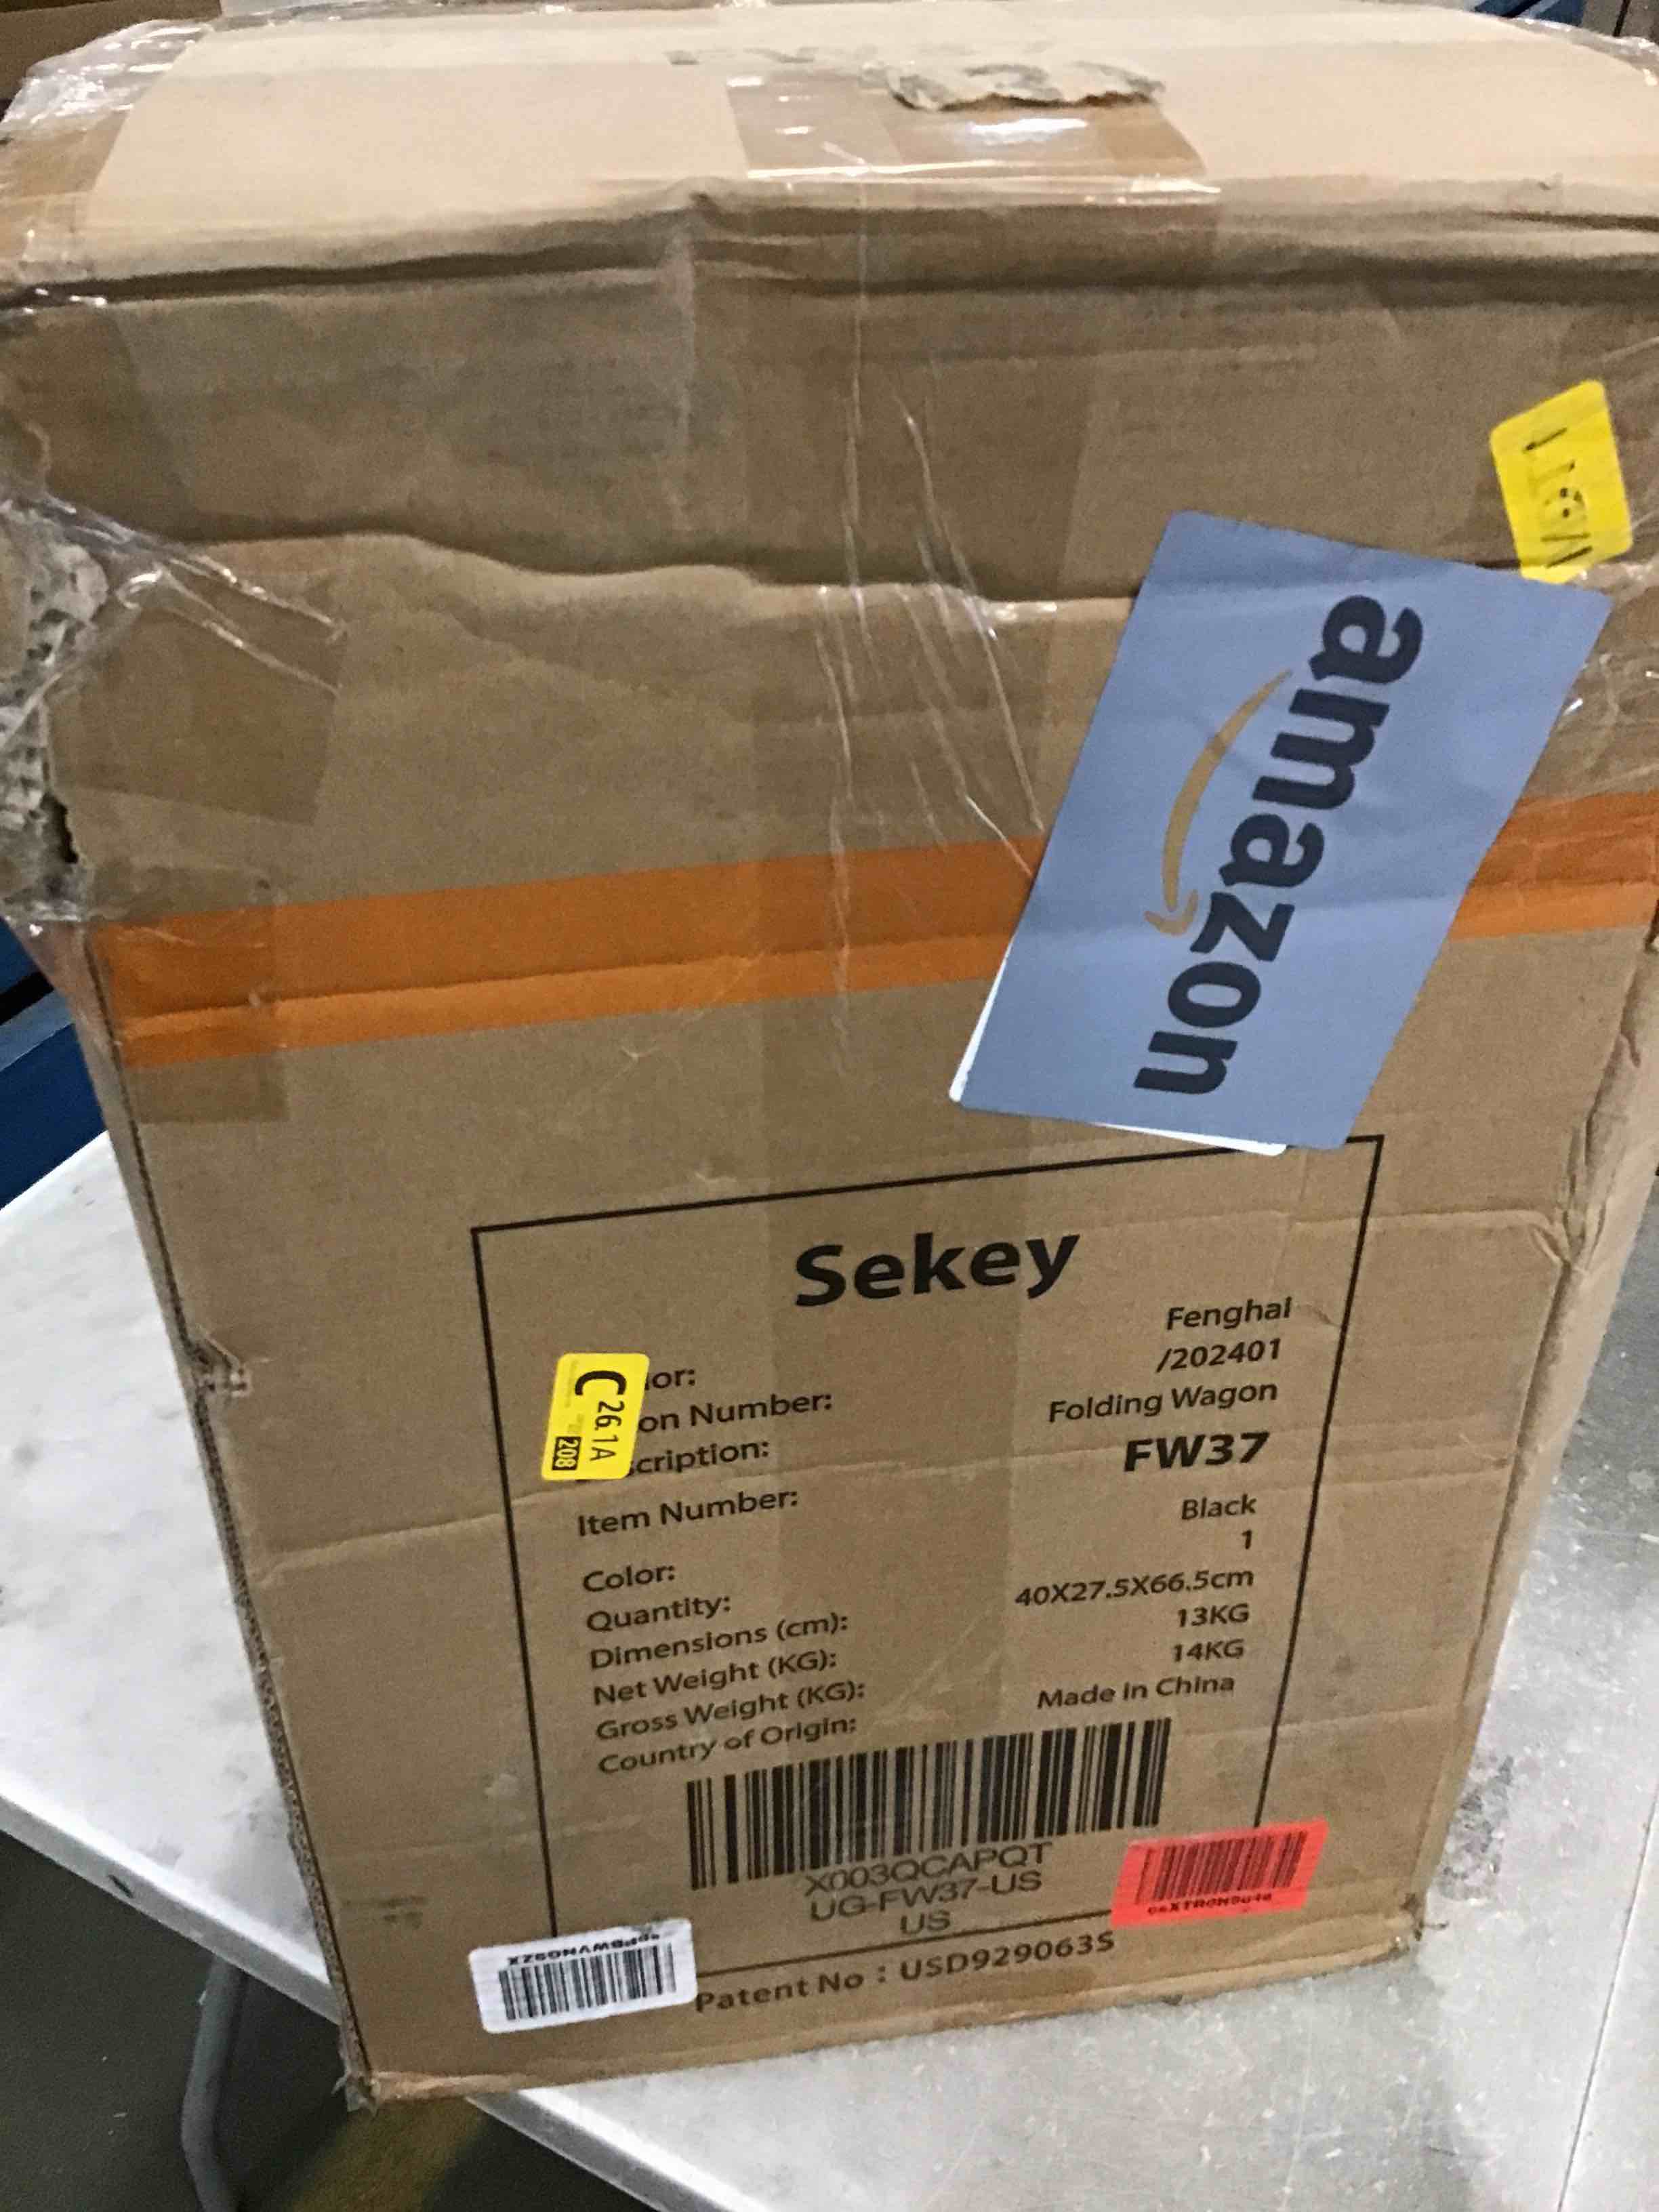 amazon
Sekey
lor: Fenghai
on Number: /202401
scription: Folding Wagon
Item Number: FW37
Color: Black
Quantity: 1
Dimensions (cm): 40X27.5X66.5cm
Net Weight (KG): 13KG
Gross Weight (KG): 14KG
Country of Origin: Made in China
C 26.1A
208
X003QCAPQT
UG-FW37-US
US
Patent No : USD929063S